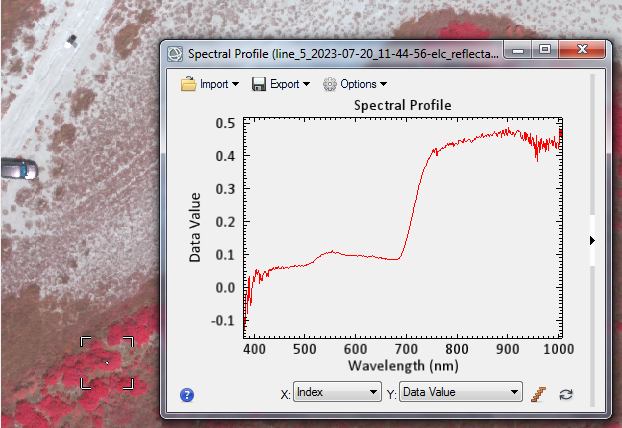 Spectral Profile (line_5_2023-07-20_11-44-56-elc_reflecta...
Import Export Options
Spectral Profile
0.5
0.4
0.3
0.2
0.1
0.0
-0.1
Data Value
400 500 600 700 800 900 1000
Wavelength (nm)
? X: Index Y: Data Value